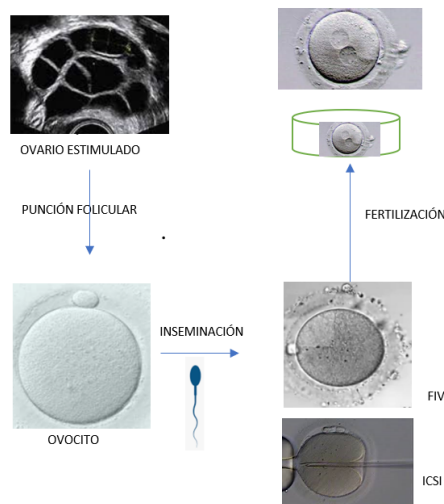 OVARIO ESTIMULADO
PUNCIÓN FOLICULAR
OVOCITO
INSEMINACIÓN
FIV
ICSI
FERTILIZACIÓN